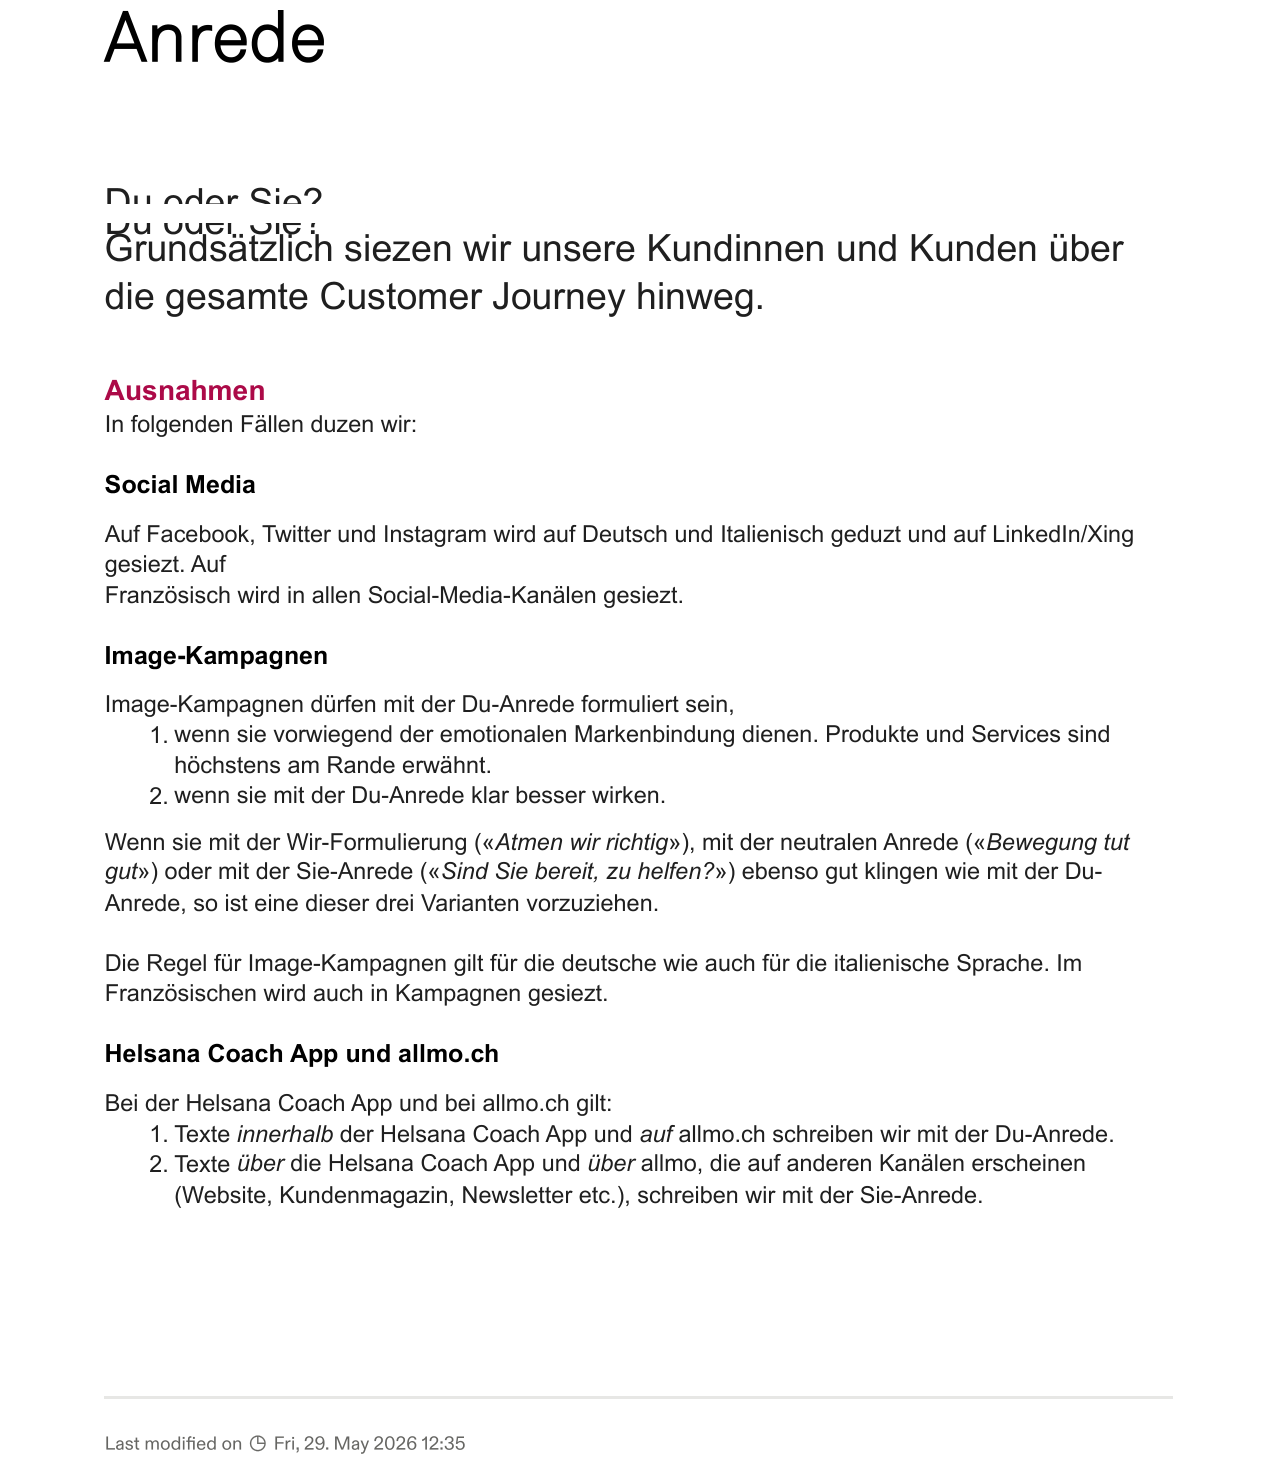 Anrede
Du oder Sie?
Du oder Sie?
Grundsätzlich siezen wir unsere Kundinnen und Kunden über
die gesamte Customer Journey hinweg.
Ausnahmen
In folgenden Fällen duzen wir:
Social Media
Auf Facebook, Twitter und Instagram wird auf Deutsch und Italienisch geduzt und auf LinkedIn/Xing
gesiezt. Auf
Französisch wird in allen Social-Media-Kanälen gesiezt.
Image-Kampagnen
Image-Kampagnen dürfen mit der Du-Anrede formuliert sein,
1. wenn sie vorwiegend der emotionalen Markenbindung dienen. Produkte und Services sind
höchstens am Rande erwähnt.
2. wenn sie mit der Du-Anrede klar besser wirken.
Wenn sie mit der Wir-Formulierung («Atmen wir richtig»), mit der neutralen Anrede («Bewegung tut
gut») oder mit der Sie-Anrede («Sind Sie bereit, zu helfen?») ebenso gut klingen wie mit der Du-
Anrede, so ist eine dieser drei Varianten vorzuziehen.
Die Regel für Image-Kampagnen gilt für die deutsche wie auch für die italienische Sprache. Im
Französischen wird auch in Kampagnen gesiezt.
Helsana Coach App und allmo.ch
Bei der Helsana Coach App und bei allmo.ch gilt:
1. Texte innerhalb der Helsana Coach App und auf allmo.ch schreiben wir mit der Du-Anrede.
2. Texte über die Helsana Coach App und über allmo, die auf anderen Kanälen erscheinen
(Website, Kundenmagazin, Newsletter etc.), schreiben wir mit der Sie-Anrede.
Last modified on Fri, 29. May 2026 12:35